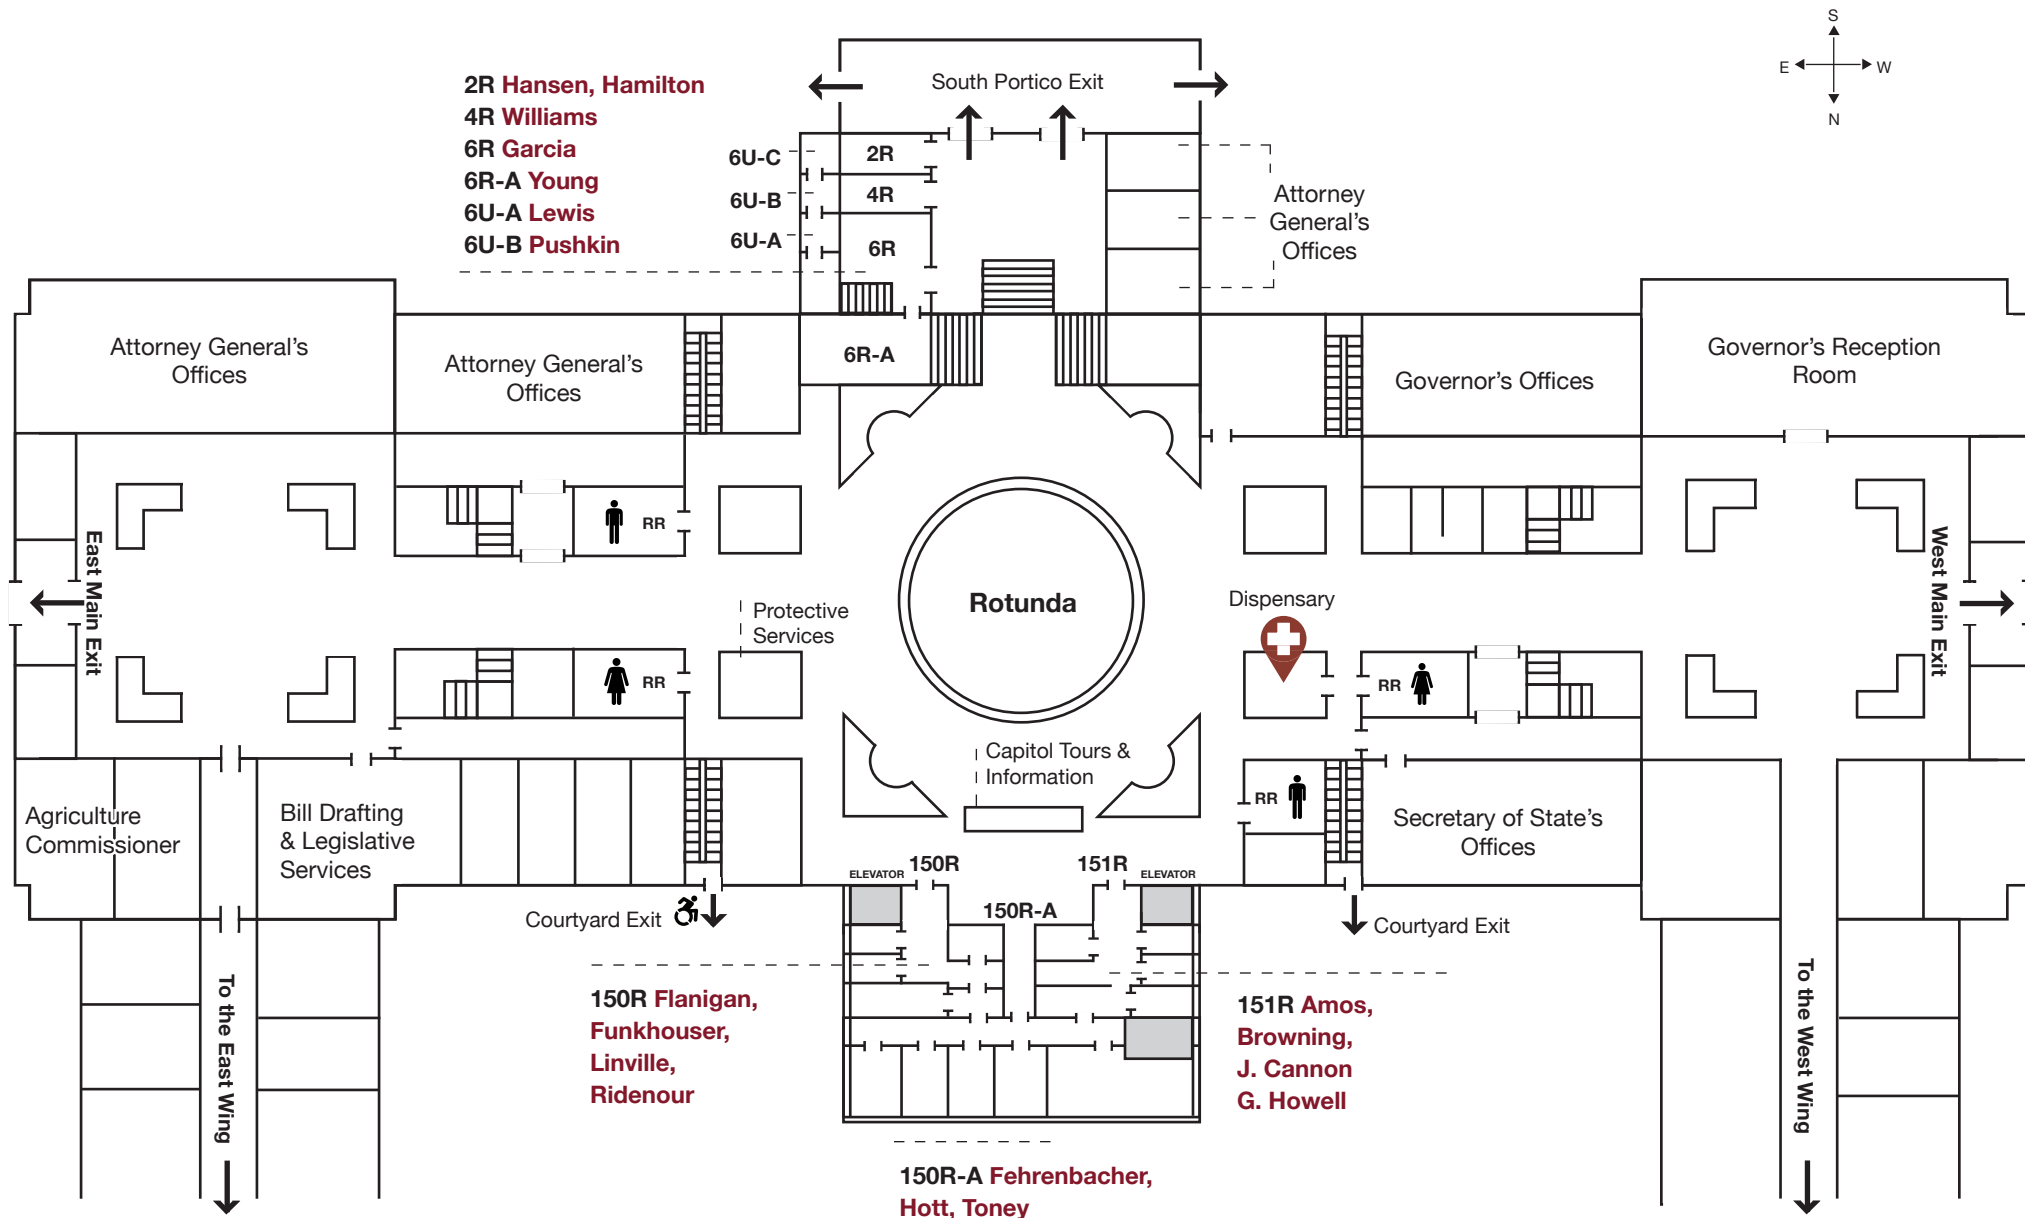 S
E W
N
South Portico Exit
2R Hansen, Hamilton
4R Williams
6R Garcia
6R-A Young
6U-A Lewis
6U-B Pushkin
6U-C
6U-B
6U-A
2R
4R
6R
6R-A
Attorney
General's
Offices
Attorney General's
Offices
Attorney General's
Offices
Governor's Offices
Governor's Reception
Room
RR
East Main Exit
Rotunda
West Main Exit
Protective
Services
Dispensary
RR
RR
Capitol Tours &
Information
Agriculture
Commissioner
Bill Drafting
& Legislative
Services
RR
Secretary of State's
Offices
ELEVATOR
150R
151R
ELEVATOR
150R-A
Courtyard Exit
Courtyard Exit
To the East Wing
150R Flanigan,
Funkhouser,
Linville,
Ridenour
151R Amos,
Browning,
J. Cannon
G. Howell
To the West Wing
150R-A Fehrenbacher,
Hott, Toney